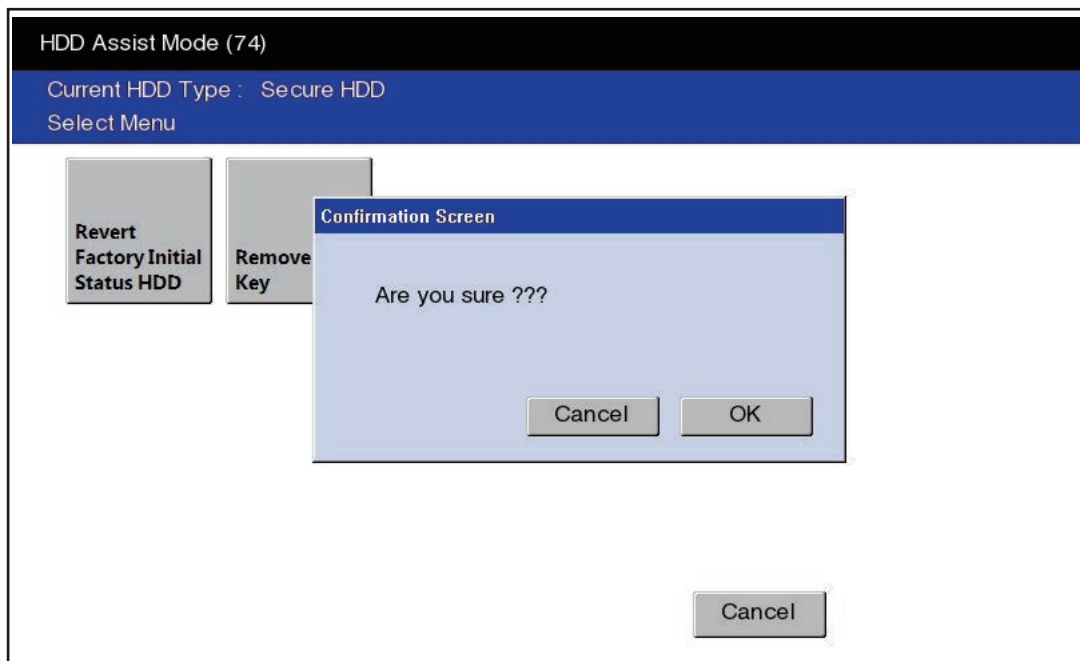 HDD Assist Mode (74)
Current HDD Type : Secure HDD
Select Menu
Revert
Factory Initial
Status HDD
Remove
Key
Confirmation Screen
Are you sure ???
Cancel
OK
Cancel